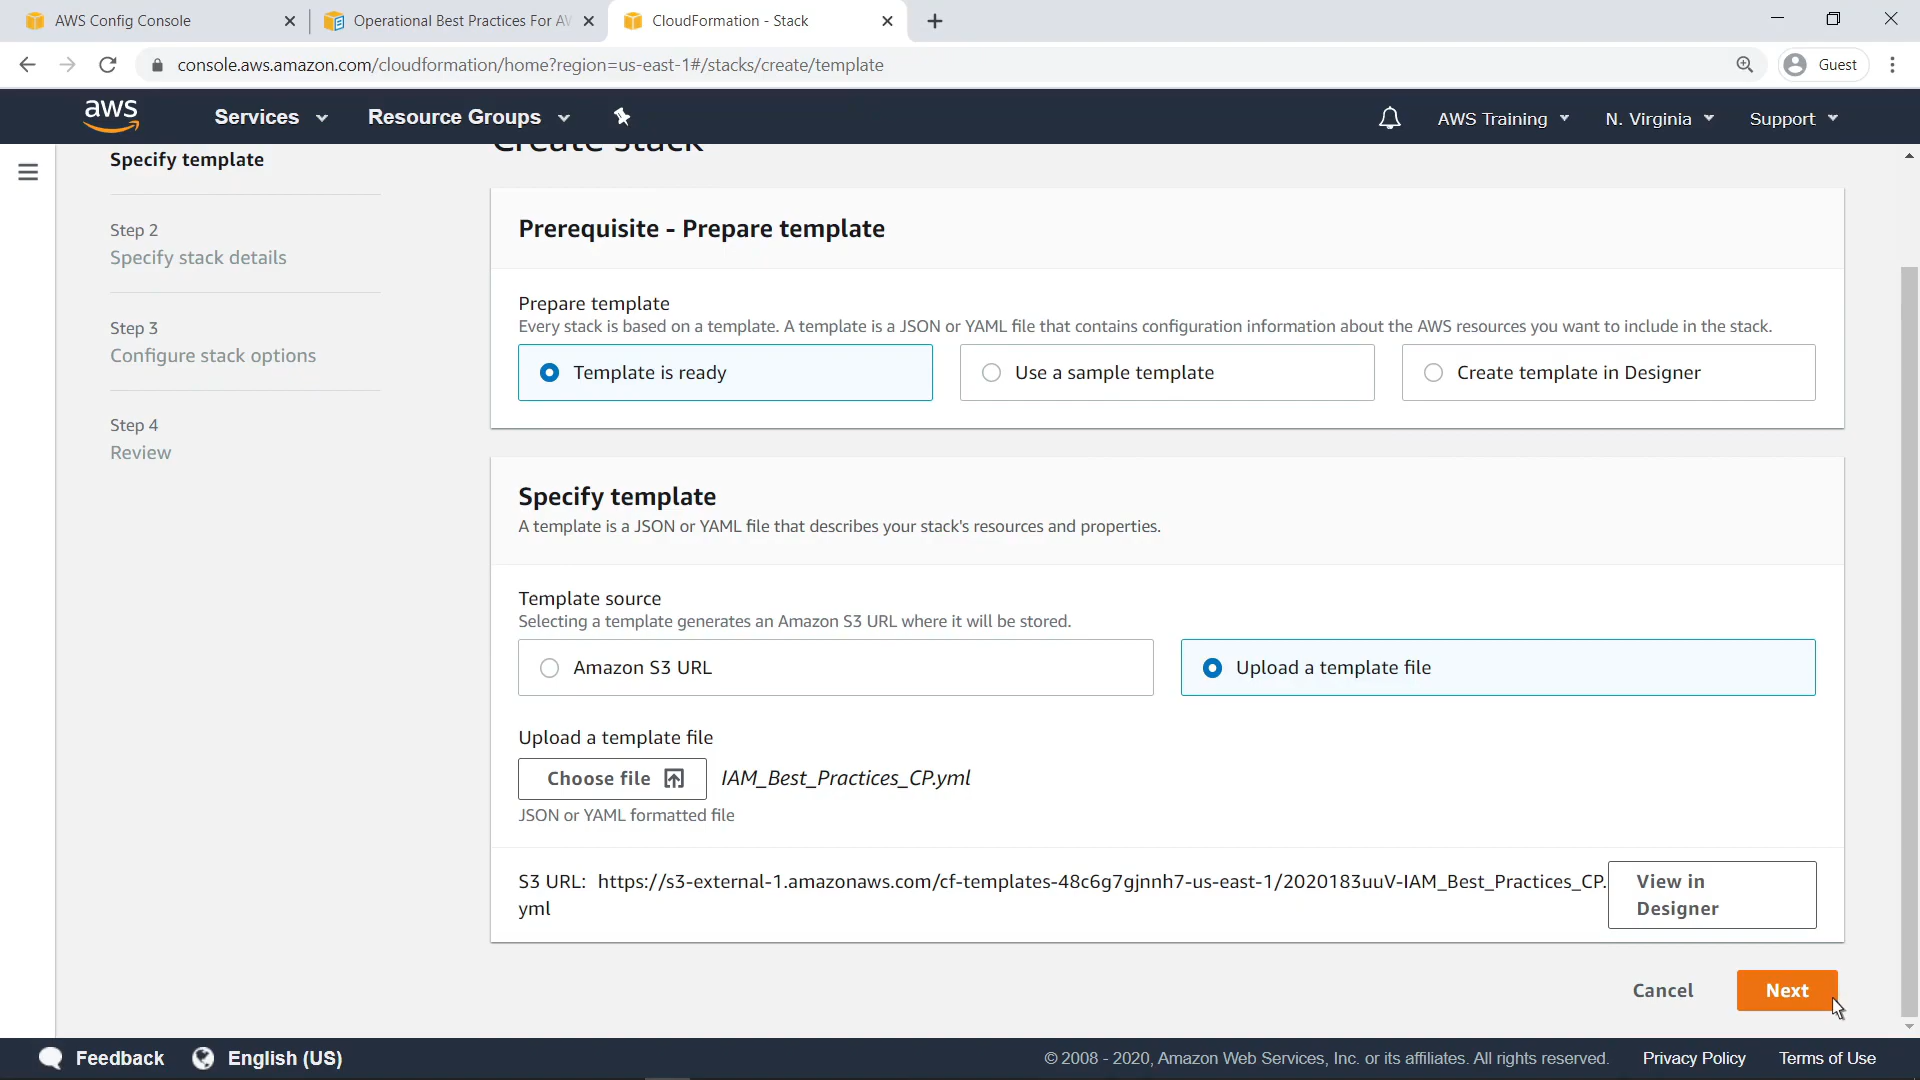 AWS Config Console
Operational Best Practices For AW
CloudFormation - Stack
console.aws.amazon.com/cloudformation/home?region=us-east-1#/stacks/create/template
Guest
aws
Services
Resource Groups
AWS Training
N. Virginia
Support
Create stack
Specify template
Step 2
Specify stack details
Step 3
Configure stack options
Step 4
Review
Prerequisite - Prepare template
Prepare template
Every stack is based on a template. A template is a JSON or YAML file that contains configuration information about the AWS resources you want to include in the stack.
Template is ready
Use a sample template
Create template in Designer
Specify template
A template is a JSON or YAML file that describes your stack's resources and properties.
Template source
Selecting a template generates an Amazon S3 URL where it will be stored.
Amazon S3 URL
Upload a template file
Upload a template file
Choose file
IAM_Best_Practices_CP.yml
JSON or YAML formatted file
S3 URL: https://s3-external-1.amazonaws.com/cf-templates-48c6g7gjnnh7-us-east-1/2020183uuV-IAM_Best_Practices_CP.
yml
View in
Designer
Cancel
Next
Feedback
English (US)
© 2008 - 2020, Amazon Web Services, Inc. or its affiliates. All rights reserved.
Privacy Policy
Terms of Use